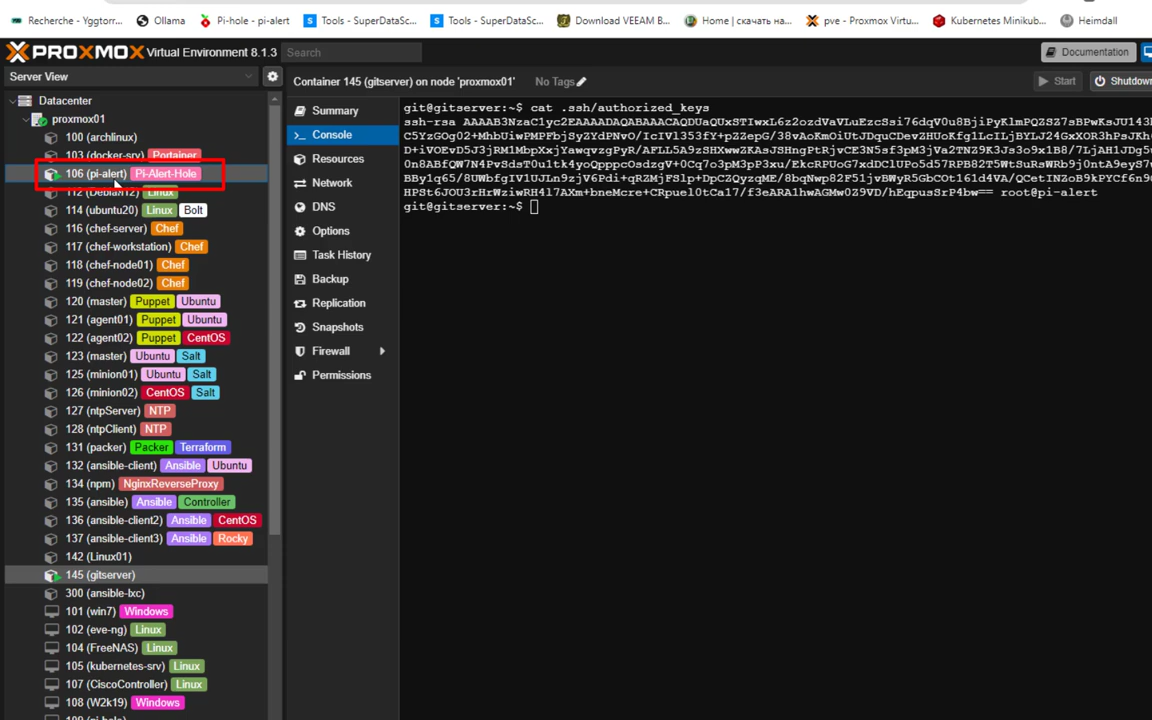 Recherche < Yggtorr...
Ollama
Pi-hole - pi-alert
Tools - SuperDataSc...
Tools - SuperDataSc...
Download VEEAM B...
Home | скачать на...
pve - Proxmox Virtu...
Kubernetes Minikub...
Heimdall
PROXMOX Virtual Environment 8.1.3
Search
Documentation
Server View
Container 145 (gitserver) on node 'proxmox01'
No Tags
Start
Shutdow
Datacenter
proxmox01
100 (archlinux)
103 (docker-srv) Portainer
106 (pi-alert) Pi-Alert-Hole
112 (Debian12) Linux
114 (ubuntu20) Linux Bolt
116 (chef-server) Chef
117 (chef-workstation) Chef
118 (chef-node01) Chef
119 (chef-node02) Chef
120 (master) Puppet Ubuntu
121 (agent01) Puppet Ubuntu
122 (agent02) Puppet CentOS
123 (master) Ubuntu Salt
125 (minion01) Ubuntu Salt
126 (minion02) CentOS Salt
127 (ntpServer) NTP
128 (ntpClient) NTP
131 (packer) Packer Terraform
132 (ansible-client) Ansible Ubuntu
134 (npm) NginxReverseProxy
135 (ansible) Ansible Controller
136 (ansible-client2) Ansible CentOS
137 (ansible-client3) Ansible Rocky
142 (Linux01)
145 (gitserver)
300 (ansible-lxc)
101 (win7) Windows
102 (eve-ng) Linux
104 (FreeNAS) Linux
105 (kubernetes-srv) Linux
107 (CiscoController) Linux
108 (W2k19) Windows
Summary
Console
Resources
Network
DNS
Options
Task History
Backup
Replication
Snapshots
Firewall
Permissions
git@gitserver:~$ cat .ssh/authorized_keys
ssh-rsa
root@pi-alert
git@gitserver:~$